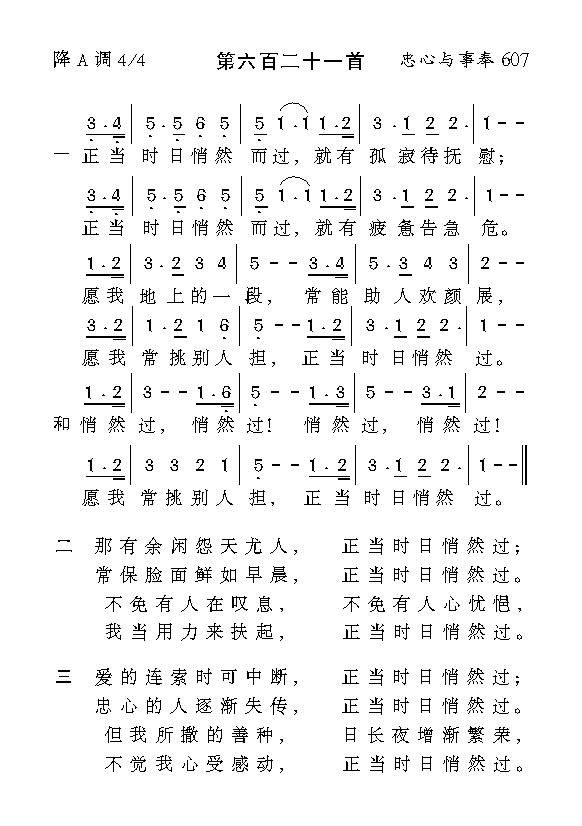 降A调4/4 第六百二十一首 忠心与事奉 607
3·4 | 5·5 6 5 | 5 1·1 1·2 | 3·1 2 2· | 1 - -
一 正当 时日悄然 而过，就有 孤寂待抚 慰；
3·4 | 5·5 6 5 | 5 1·1 1·2 | 3·1 2 2· | 1 - -
正当 时日悄然 而过，就有 疲惫告急 危。
1·2 | 3·2 3 4 | 5 - - 3·4 | 5·3 4 3 | 2 - -
愿我 地上的一 段， 常能 助人欢颜 展，
3·2 | 1·2 1 6 | 5 - - 1·2 | 3·1 2 2· | 1 - -
愿我 常挑别人 担， 正当 时日悄然 过。
1·2 | 3 - - 1·6 | 5 - - 1·3 | 5 - - 3·1 | 2 - -
和 悄然 过， 悄然 过！ 悄然 过， 悄然 过！
1·2 | 3 3 2 1 | 5 - - 1·2 | 3·1 2 2· | 1 - -
愿我 常挑别人 担， 正当 时日悄然 过。
二 那有余闲怨天尤人， 正当时日悄然过；
常保脸面鲜如早晨， 正当时日悄然过。
不免有人在叹息， 不免有人心忧悒，
我当用力来扶起， 正当时日悄然过。
三 爱的连索时可中断， 正当时日悄然过；
忠心的人逐渐失传， 正当时日悄然过。
但我所撒的善种， 日长夜增渐繁荣，
不觉我心受感动， 正当时日悄然过。